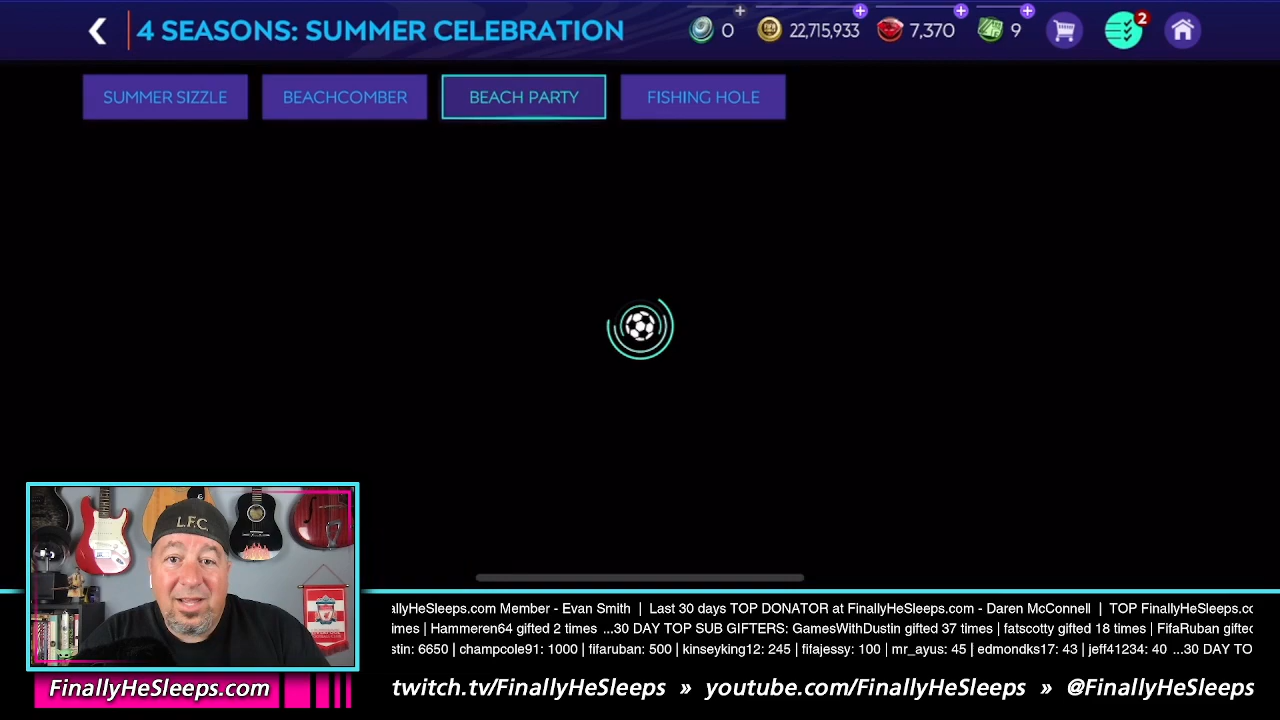 4 SEASONS: SUMMER CELEBRATION 0 22,715,933 7,370 9 2
SUMMER SIZZLE BEACHCOMBER BEACH PARTY FISHING HOLE
L.F.C.
allyHeSleeps.com Member - Evan Smith | Last 30 days TOP DONATOR at FinallyHeSleeps.com - Daren McConnell | TOP FinallyHeSleeps.co
imes | Hammeren64 gifted 2 times ...30 DAY TOP SUB GIFTERS: GamesWithDustin gifted 37 times | fatscotty gifted 18 times | FifaRuban gifted
stin: 6650 | champcole91: 1000 | fifaruban: 500 | kinseyking12: 245 | fifajessy: 100 | mr_ayus: 45 | edmondks17: 43 | jeff41234: 40 ...30 DAY TO
FinallyHeSleeps.com twitch.tv/FinallyHeSleeps » youtube.com/FinallyHeSleeps » @FinallyHeSleeps